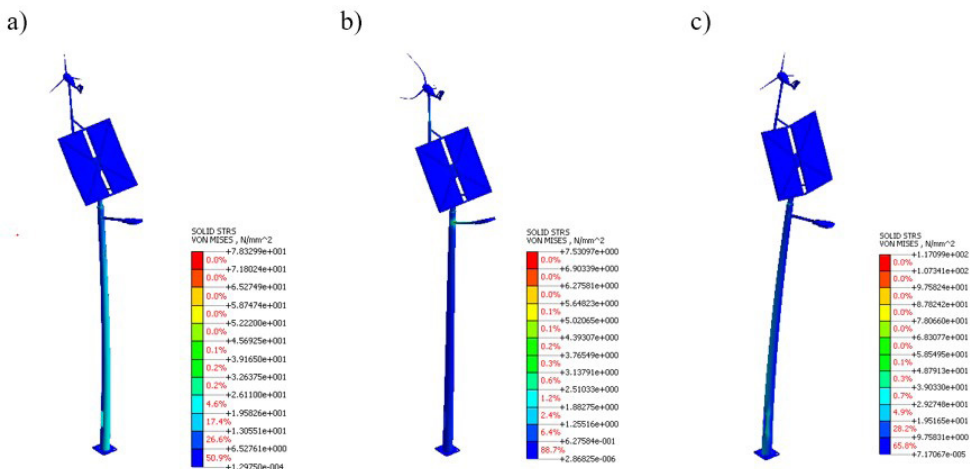 a)
b)
c)
SOLID STRS
VON MISES , N/mm^2
+7.83299e+001
0.0%
+7.18024e+001
0.0%
+6.52749e+001
0.0%
+5.87474e+001
0.0%
+5.22200e+001
0.0%
+4.56925e+001
0.1%
+3.91650e+001
0.2%
+3.26375e+001
0.2%
+2.61100e+001
4.6%
+1.95826e+001
17.4%
+1.30551e+001
26.6%
+6.52761e+000
50.9%
+1.29750e-004
SOLID STRS
VON MISES , N/mm^2
+7.53097e+000
0.0%
+6.90339e+000
0.0%
+6.27581e+000
0.0%
+5.64823e+000
0.1%
+5.02065e+000
0.1%
+4.39307e+000
0.2%
+3.76549e+000
0.3%
+3.13791e+000
0.6%
+2.51033e+000
1.2%
+1.88275e+000
2.4%
+1.25516e+000
6.4%
+6.27584e-001
88.7%
+2.86825e-006
SOLID STRS
VON MISES , N/mm^2
+1.17099e+002
0.0%
+1.07341e+002
0.0%
+9.75824e+001
0.0%
+8.78242e+001
0.0%
+7.80660e+001
0.0%
+6.83077e+001
0.1%
+5.85495e+001
0.2%
+4.87913e+001
0.3%
+3.90330e+001
0.7%
+2.92748e+001
4.9%
+1.95165e+001
28.2%
+9.75831e+000
65.8%
+7.17067e-005